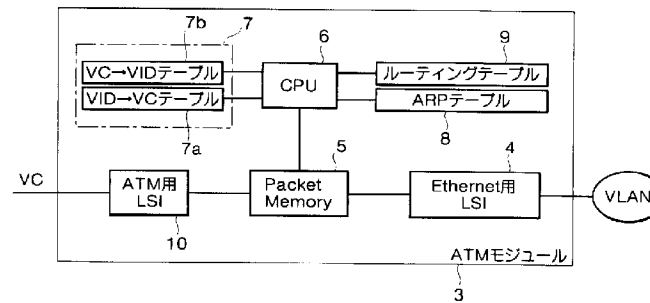 7b
7
6
9
VC→VIDテーブル
CPU
ルーティングテーブル
VID→VCテーブル
ARPテーブル
7a
8
5
4
VC
ATM用
LSI
Packet
Memory
Ethernet用
LSI
VLAN
10
ATMモジュール
3